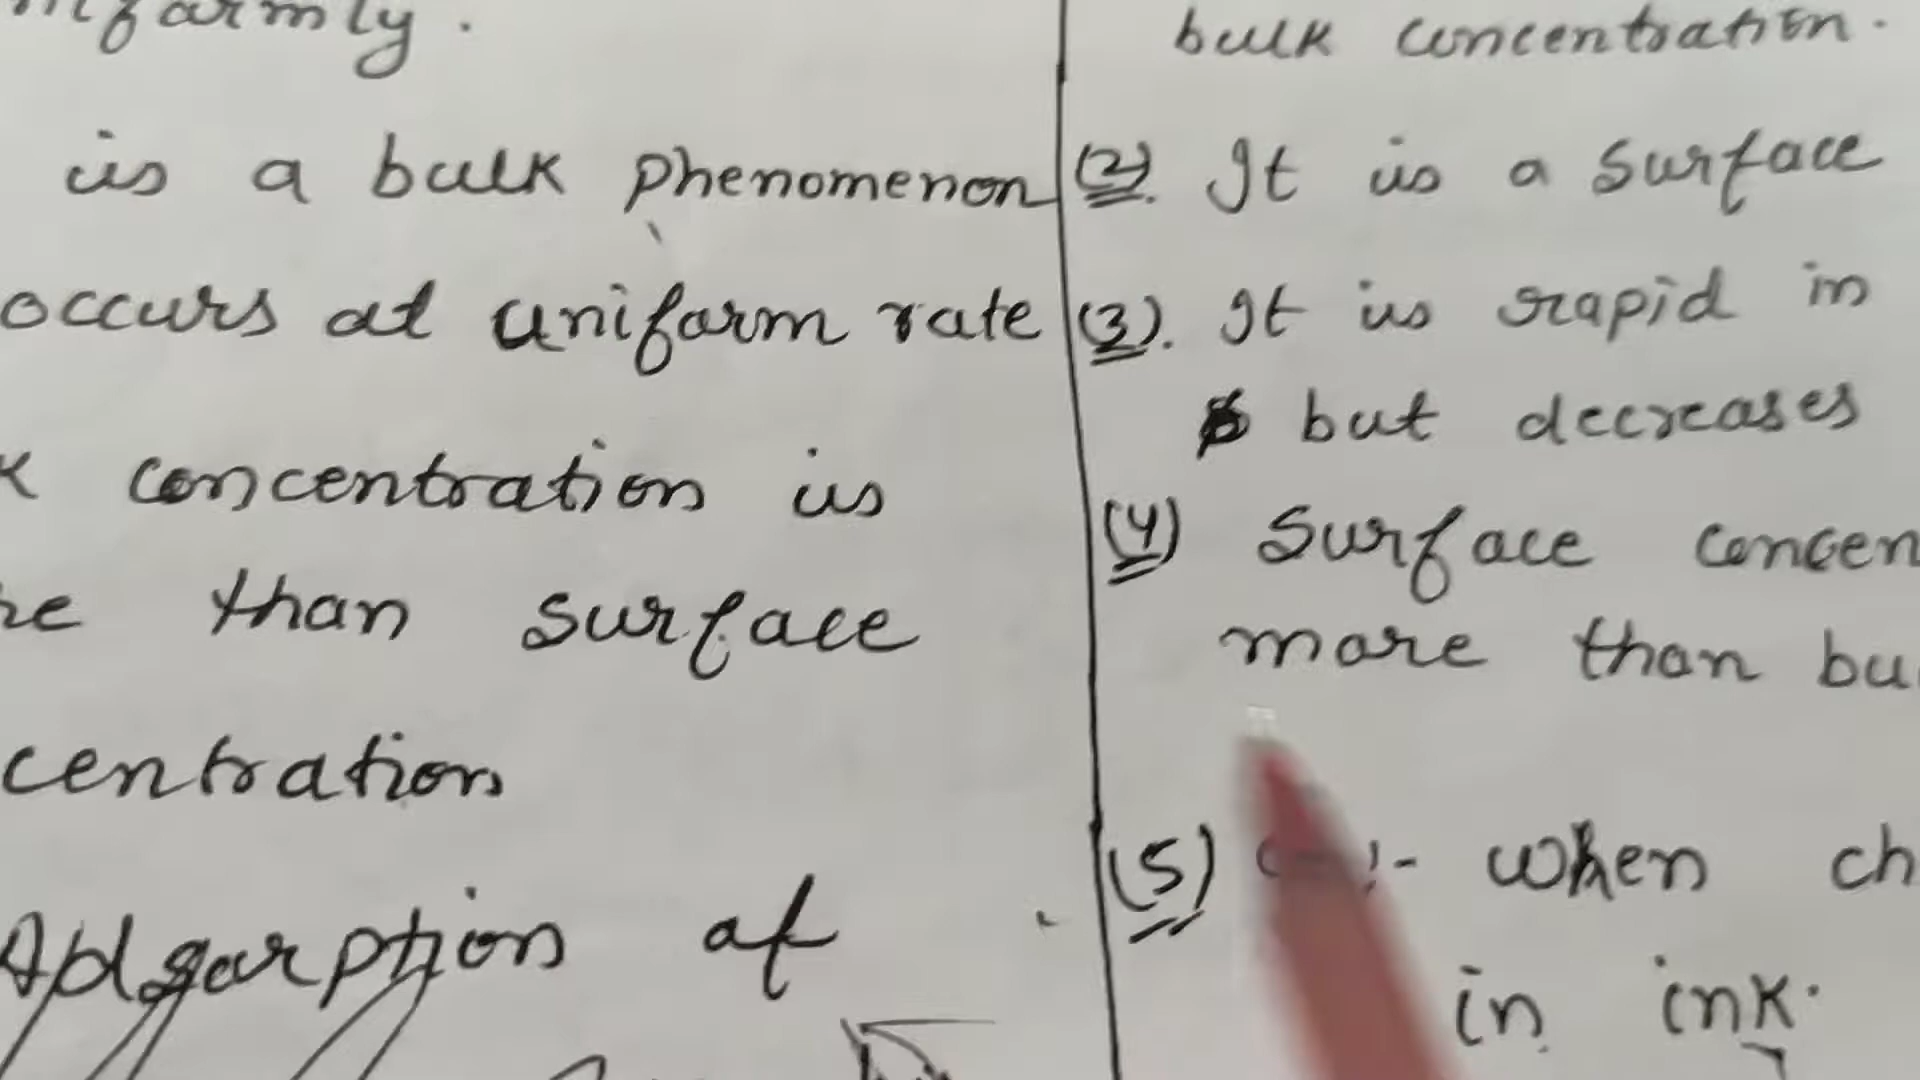 bulk concentration.
is a bulk phenomenon
occurs at uniform rate
concentration is
than surface
centration
of
(2). It is a surface
(3). It is rapid in
but decreases
(4) Surface concen
more than bu
(5) when ch
in ink.